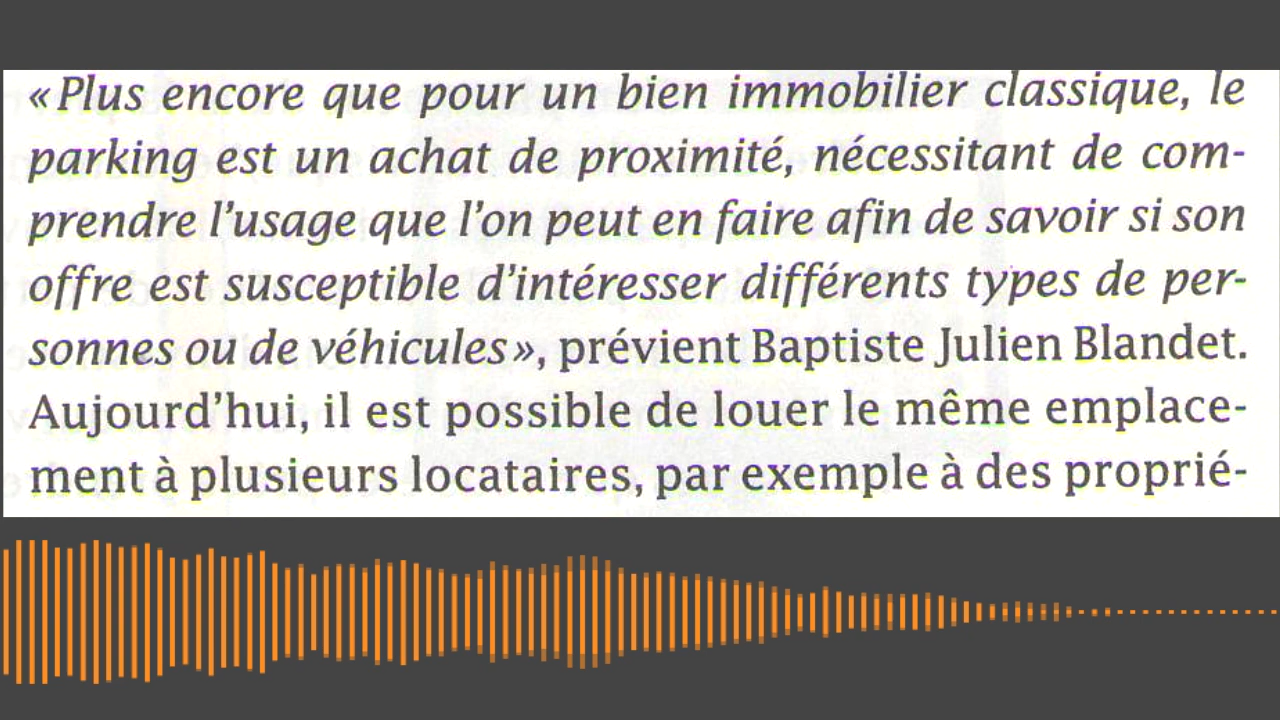 «Plus encore que pour un bien immobilier classique, le
parking est un achat de proximité, nécessitant de com-
prendre l'usage que l'on peut en faire afin de savoir si son
offre est susceptible d'intéresser différents types de per-
sonnes ou de véhicules», prévient Baptiste Julien Blandet.
Aujourd'hui, il est possible de louer le même emplace-
ment à plusieurs locataires, par exemple à des proprié-